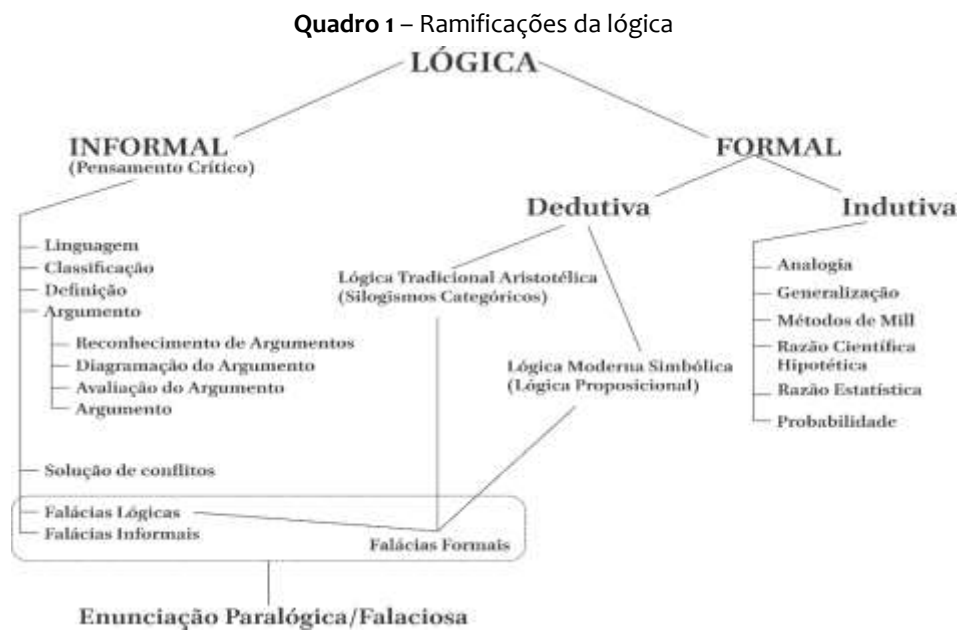 Quadro 1 – Ramificações da lógica
LÓGICA
INFORMAL
(Pensamento Crítico)
FORMAL
Dedutiva
Indutiva
Linguagem
Classificação
Definição
Argumento
Reconhecimento de Argumentos
Diagramação do Argumento
Avaliação do Argumento
Argumento
Solução de conflitos
Falácias Lógicas
Falácias Informais
Lógica Tradicional Aristotélica
(Silogismos Categóricos)
Lógica Moderna Simbólica
(Lógica Proposicional)
Falácias Formais
Analogia
Generalização
Métodos de Mill
Razão Científica
Hipotética
Razão Estatística
Probabilidade
Enunciação Paralógica/Falaciosa